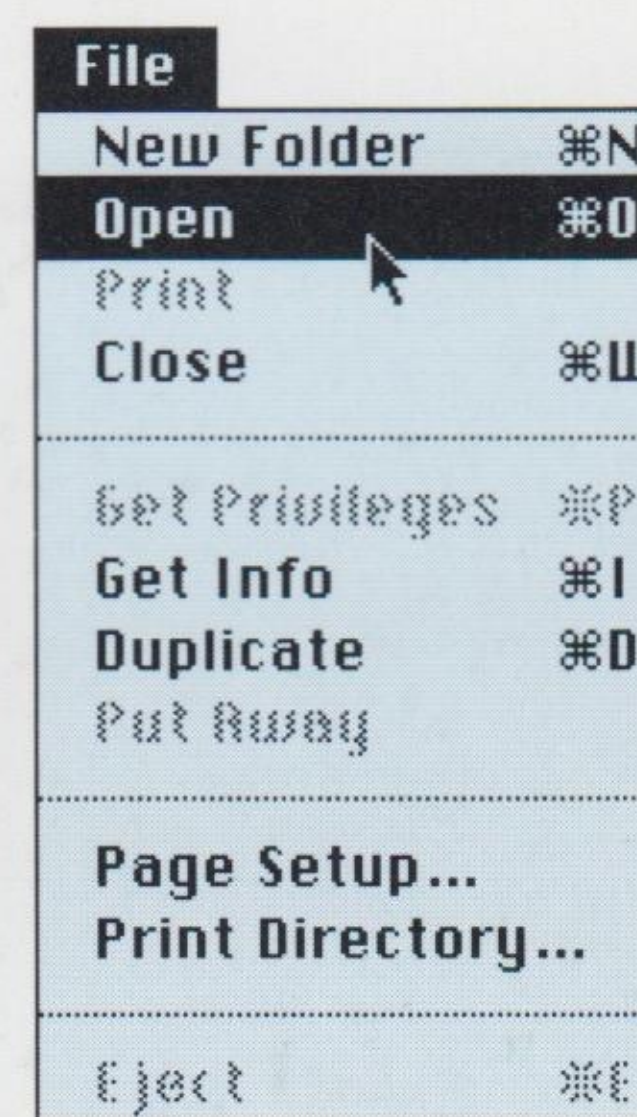 File
New Folder ⌘N
Open ⌘O
Print
Close ⌘W
Get Privileges ⌘P
Get Info ⌘I
Duplicate ⌘D
Put Away
Page Setup...
Print Directory...
Eject ⌘E